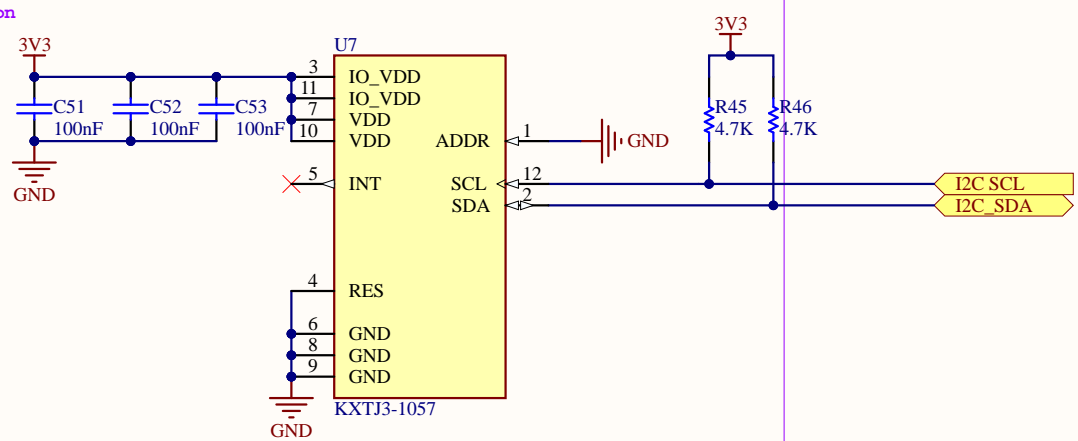 on
3V3
C51
100nF
C52
100nF
C53
100nF
GND
U7
3 IO_VDD
11 IO_VDD
7 VDD
10 VDD
5 INT
4 RES
6 GND
8 GND
9 GND
ADDR 1
SCL 12
SDA 2
KXTJ3-1057
GND
GND
3V3
R45
4.7K
R46
4.7K
I2C SCL
I2C_SDA